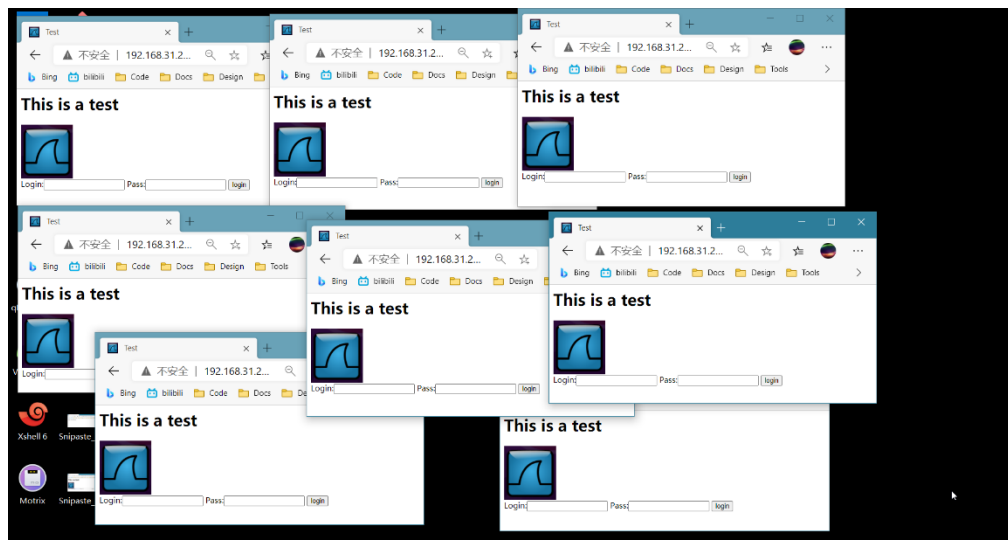 Test
不安全 | 192.168.31.2...
Bing bilibili Code Docs Design
This is a test
Login: Pass: login
Test
不安全 | 192.168.31.2...
Bing bilibili Code Docs Design
This is a test
Login: Pass: login
Test
不安全 | 192.168.31.2...
Bing bilibili Code Docs Design Tools
This is a test
Login: Pass: login
Test
不安全 | 192.168.31.2...
Bing bilibili Code Docs Design Tools
This is a test
Login:
Test
不安全 | 192.168.31.2...
Bing bilibili Code Docs Design
This is a test
Login: Pass: login
Test
不安全 | 192.168.31.2...
Bing bilibili Code Docs Design Tools
This is a test
Login: Pass: login
Test
不安全 | 192.168.31.2...
Bing bilibili Code Docs De
This is a test
Login: Pass: login
This is a test
Login: Pass: login
Xshell 6 Snipaste_
Motrix Snipaste_